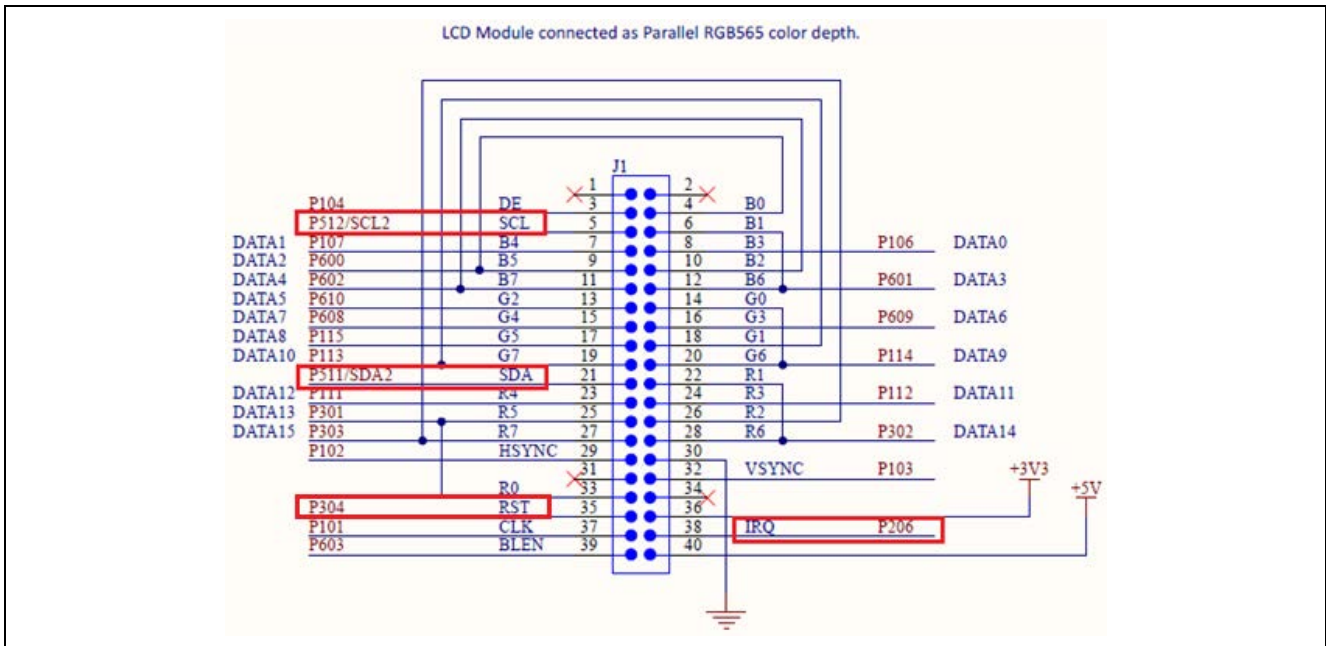 LCD Module connected as Parallel RGB565 color depth.
J1
1 2
P104 DE 3 4 B0
P512/SCL2 SCL 5 6 B1
DATA1 P107 B4 7 8 B3 P106 DATA0
DATA2 P600 B5 9 10 B2
DATA4 P602 B7 11 12 B6 P601 DATA3
DATA5 P610 G2 13 14 G0
DATA7 P608 G4 15 16 G3 P609 DATA6
DATA8 P115 G5 17 18 G1
DATA10 P113 G7 19 20 G6 P114 DATA9
P511/SDA2 SDA 21 22 R1
DATA12 P111 R4 23 24 R3 P112 DATA11
DATA13 P301 R5 25 26 R2
DATA15 P303 R7 27 28 R6 P302 DATA14
P102 HSYNC 29 30
31 32 VSYNC P103 +3V3
R0 33 34 +5V
P304 RST 35 36
P101 CLK 37 38 IRQ P206
P603 BLEN 39 40